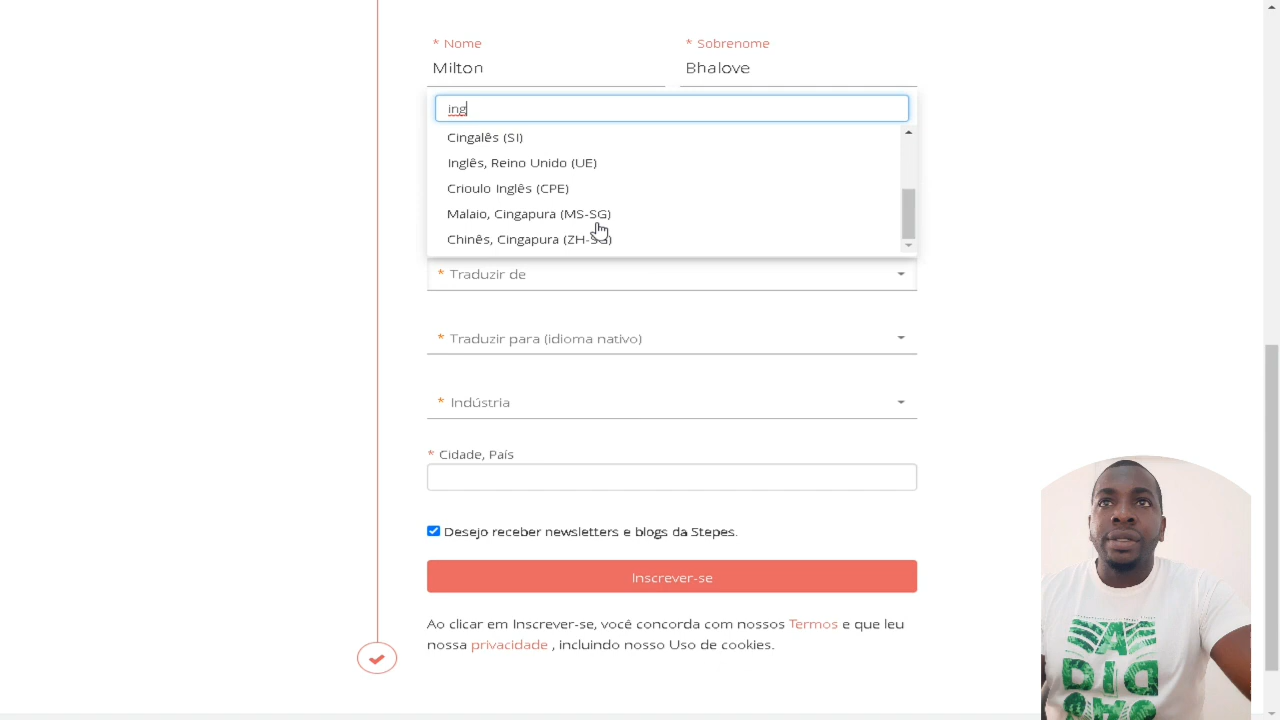 * Nome
* Sobrenome
Milton
Bhalove
ing
Cingalês (SI)
Inglês, Reino Unido (UE)
Crioulo Inglês (CPE)
Malaio, Cingapura (MS-SG)
Chinês, Cingapura (ZH-SG)
* Traduzir de
* Traduzir para (idioma nativo)
* Indústria
* Cidade, País
Desejo receber newsletters e blogs da Stepes.
Inscrever-se
Ao clicar em Inscrever-se, você concorda com nossos Termos e que leu
nossa privacidade , incluindo nosso Uso de cookies.